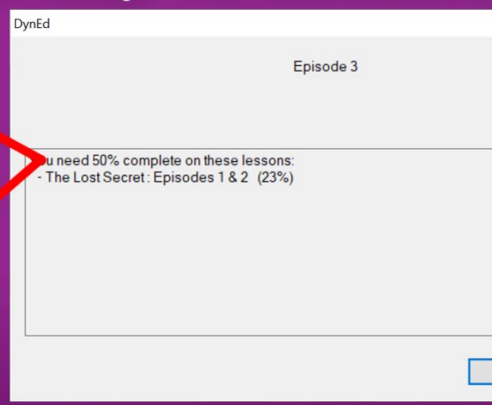 DynEd
Episode 3
u need 50% complete on these lessons:
- The Lost Secret : Episodes 1 & 2 (23%)